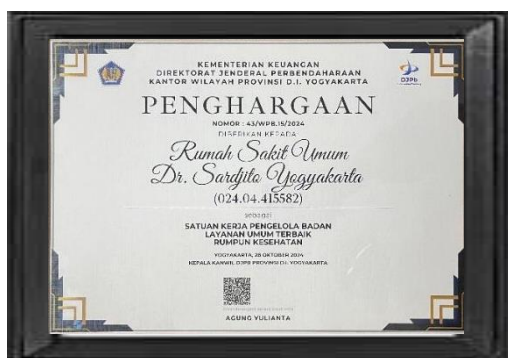 KEMENTERIAN KEUANGAN
DIREKTORAT JENDERAL PERBENDAHARAAN
KANTOR WILAYAH PROVINSI D.I. YOGYAKARTA
DJPb
PENGHARGAAN
NOMOR : 43/WPB.15/2024
DIBERIKAN KEPADA
Rumah Sakit Umum
Dr. Sardjito Yogyakarta
(024.04.415582)
sebagai
SATUAN KERJA PENGELOLA BADAN
LAYANAN UMUM TERBAIK
RUMPUN KESEHATAN
YOGYAKARTA, 28 OKTOBER 2024
KEPALA KANWIL DJPB PROVINSI D.I. YOGYAKARTA
AGUNG YULIANTA